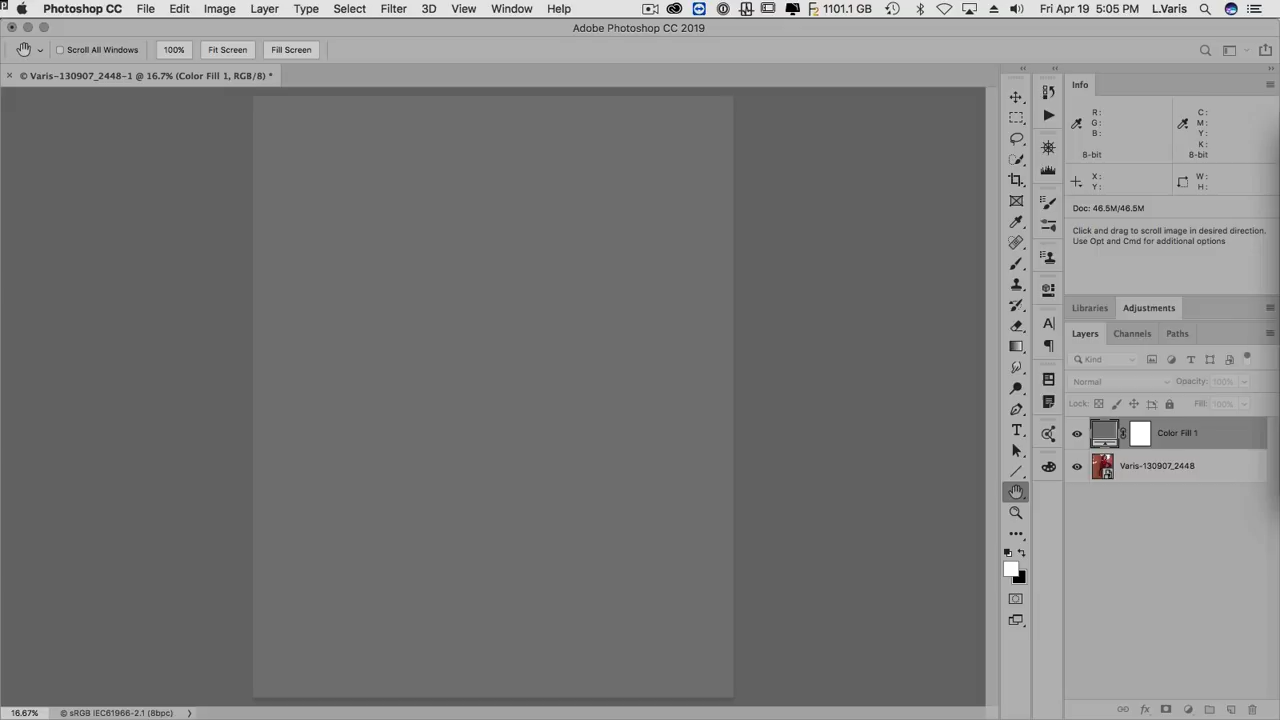 Photoshop CC File Edit Image Layer Type Select Filter 3D View Window Help 1101.1 GB Fri Apr 19 5:05 PM L.Varis
Adobe Photoshop CC 2019
Scroll All Windows 100% Fit Screen Fill Screen
© Varis-130907_2448-1 @ 16.7% (Color Fill 1, RGB/8) *
Info
R: C:
G: M:
B: Y:
K:
8-bit 8-bit
X: W:
Y: H:
Doc: 46.5M/46.5M
Click and drag to scroll image in desired direction.
Use Opt and Cmd for additional options
Libraries Adjustments
Layers Channels Paths
Kind
Normal Opacity: 100%
Lock: Fill: 100%
Color Fill 1
Varis-130907_2448
16.67% © sRGB IEC61966-2.1 (8bpc)